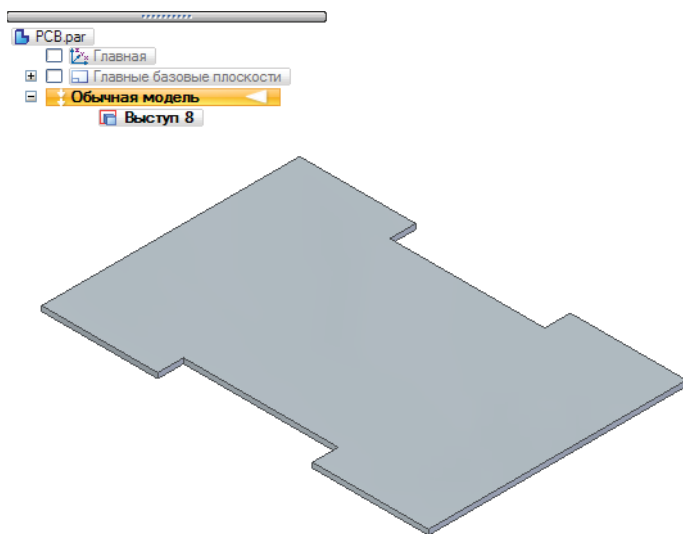 PCB.par
Главная
Главные базовые плоскости
Обычная модель
Выступ 8